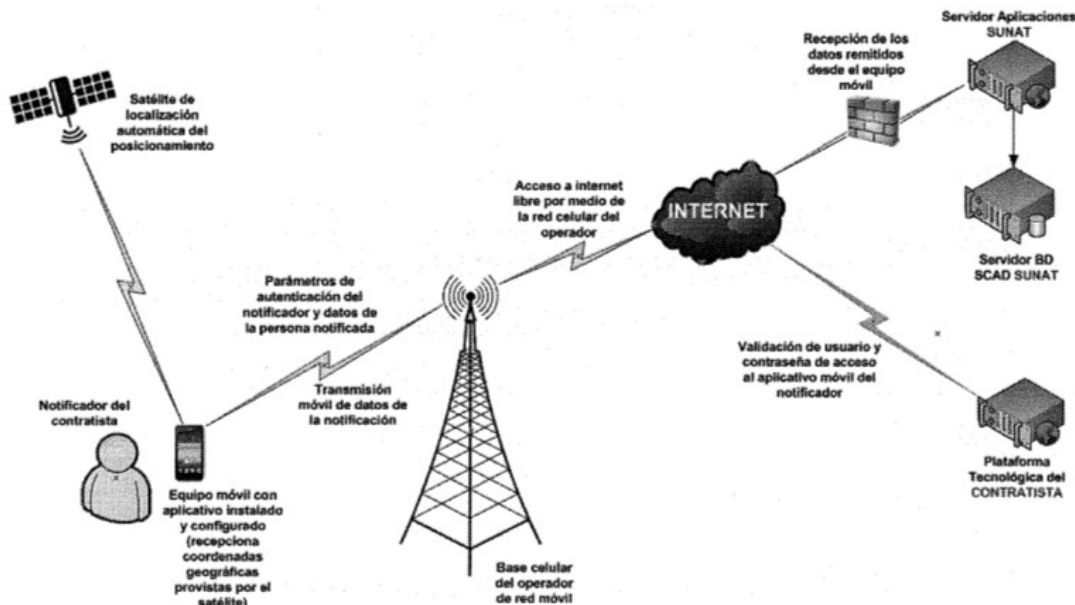 Servidor Aplicaciones
SUNAT
Recepción de los
datos remitidos
desde el equipo
móvil
Satélite de
localización
automática del
posicionamiento
Acceso a internet
libre por medio de
la red celular del
operador
INTERNET
Servidor BD
SCAD SUNAT
Parámetros de
autenticación del
notificador y datos de
la persona notificada
Validación de usuario y
contraseña de acceso
al aplicativo móvil del
notificador
Transmisión
móvil de datos de
la notificación
Notificador del
contratista
Plataforma
Tecnológica del
CONTRATISTA
Equipo móvil con
aplicativo instalado
y configurado
(recepciona
coordenadas
geográficas
provistas por el
satélite)
Base celular
del operador
de red móvil